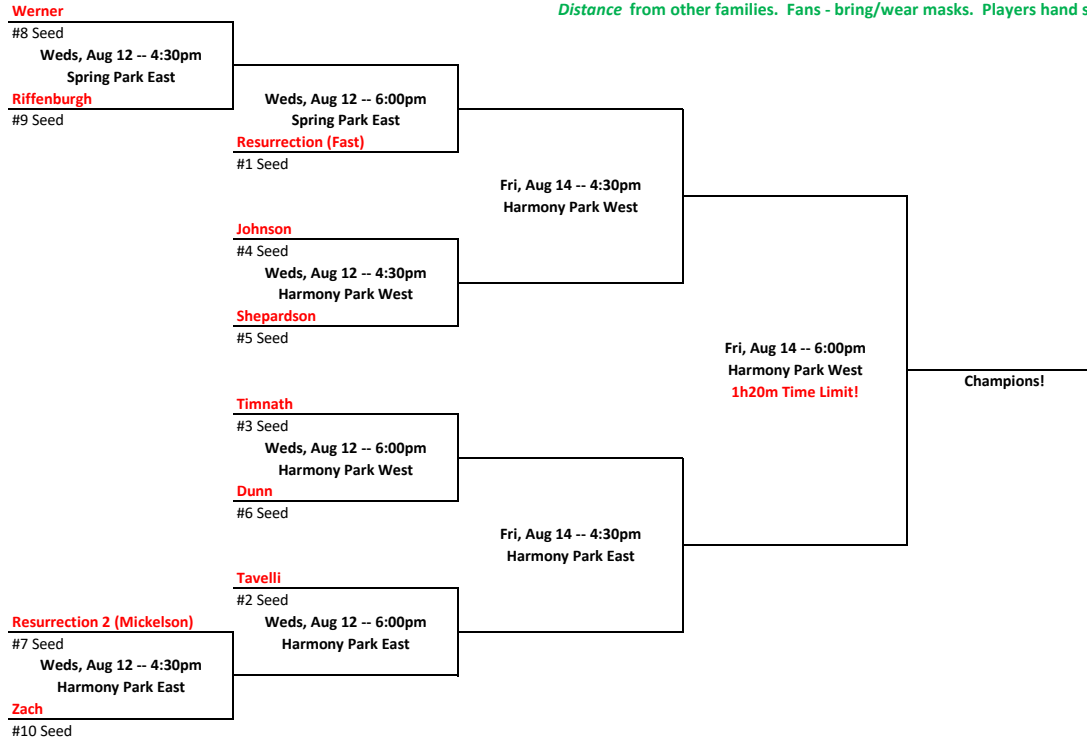 Distance from other families. Fans - bring/wear masks. Players hand s
Werner
#8 Seed
Weds, Aug 12 -- 4:30pm
Spring Park East
Riffenburgh
#9 Seed
Weds, Aug 12 -- 6:00pm
Spring Park East
Resurrection (Fast)
#1 Seed
Fri, Aug 14 -- 4:30pm
Harmony Park West
Johnson
#4 Seed
Weds, Aug 12 -- 4:30pm
Harmony Park West
Shepardson
#5 Seed
Fri, Aug 14 -- 6:00pm
Harmony Park West
1h20m Time Limit!
Champions!
Timnath
#3 Seed
Weds, Aug 12 -- 6:00pm
Harmony Park West
Dunn
#6 Seed
Fri, Aug 14 -- 4:30pm
Harmony Park East
Tavelli
#2 Seed
Weds, Aug 12 -- 6:00pm
Harmony Park East
Resurrection 2 (Mickelson)
#7 Seed
Weds, Aug 12 -- 4:30pm
Harmony Park East
Zach
#10 Seed